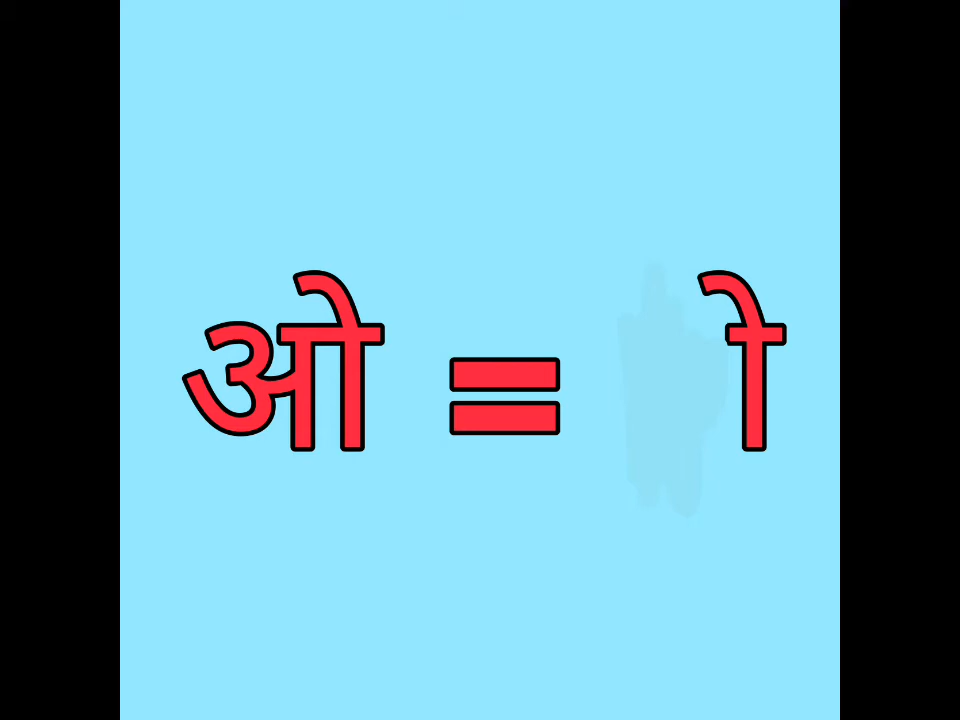 ओ = ो